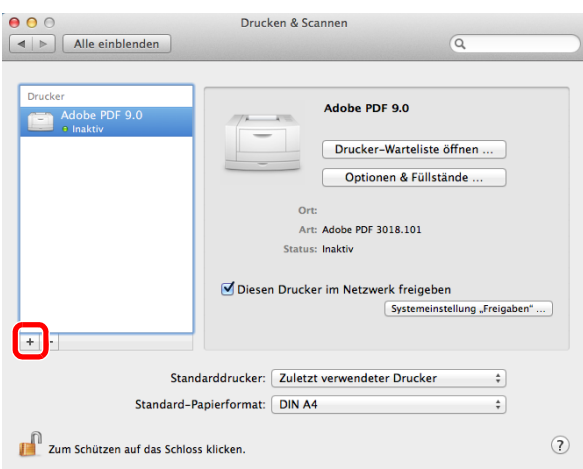 Drucken & Scannen
Alle einblenden
Drucker
Adobe PDF 9.0
Inaktiv
Adobe PDF 9.0
Drucker-Warteliste öffnen ...
Optionen & Füllstände ...
Ort:
Art: Adobe PDF 3018.101
Status: Inaktiv
Diesen Drucker im Netzwerk freigeben
Systemeinstellung „Freigaben“ ...
+ -
Standarddrucker: Zuletzt verwendeter Drucker
Standard-Papierformat: DIN A4
Zum Schützen auf das Schloss klicken.
?